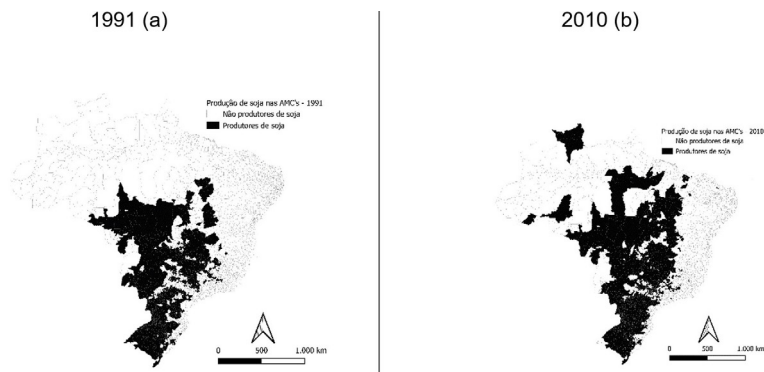 1991 (a)
Produção de soja nas AMC's - 1991
Não produtores de soja
Produtores de soja
0 500 1.000 km
2010 (b)
Produção de soja nas AMC's 2010
Não produtores de soja
Produtores de soja
0 500 1.000 km